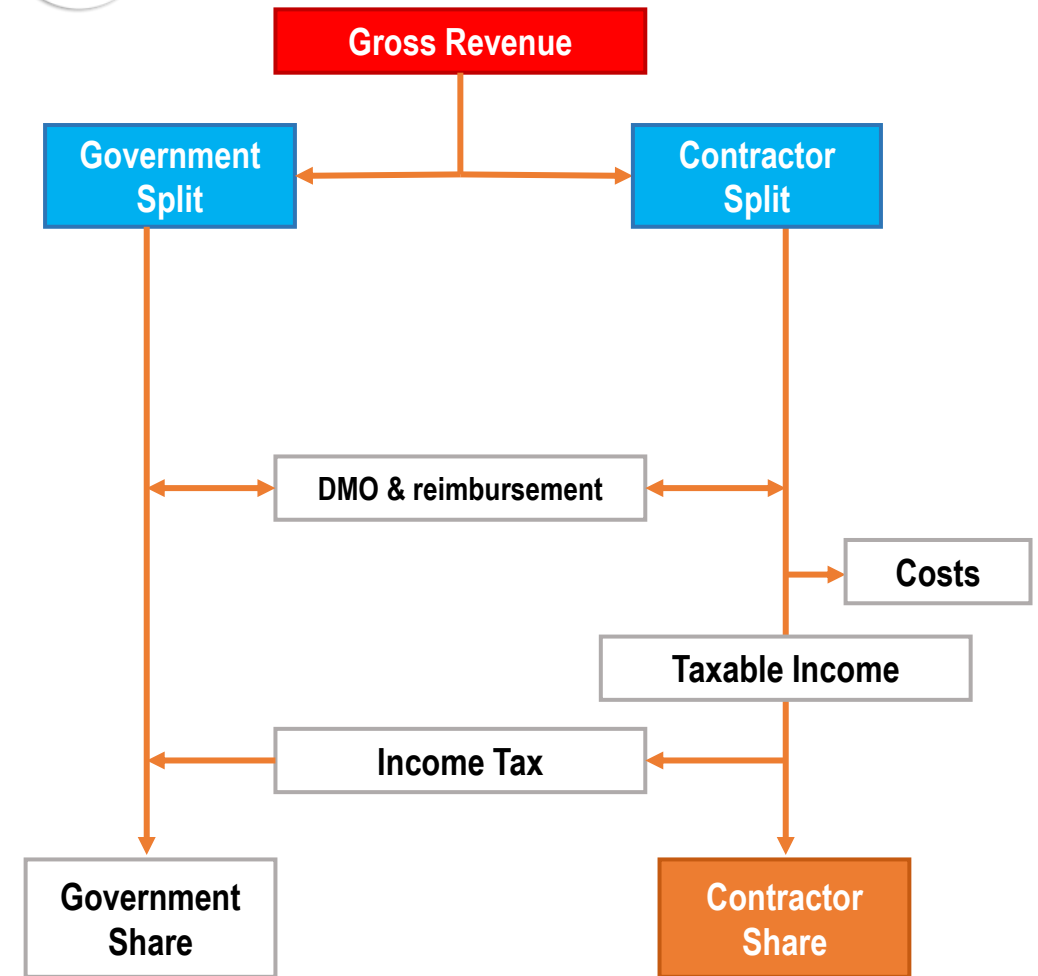 Gross Revenue
Government
Split
Contractor
Split
DMO & reimbursement
Costs
Taxable Income
Income Tax
Government
Share
Contractor
Share